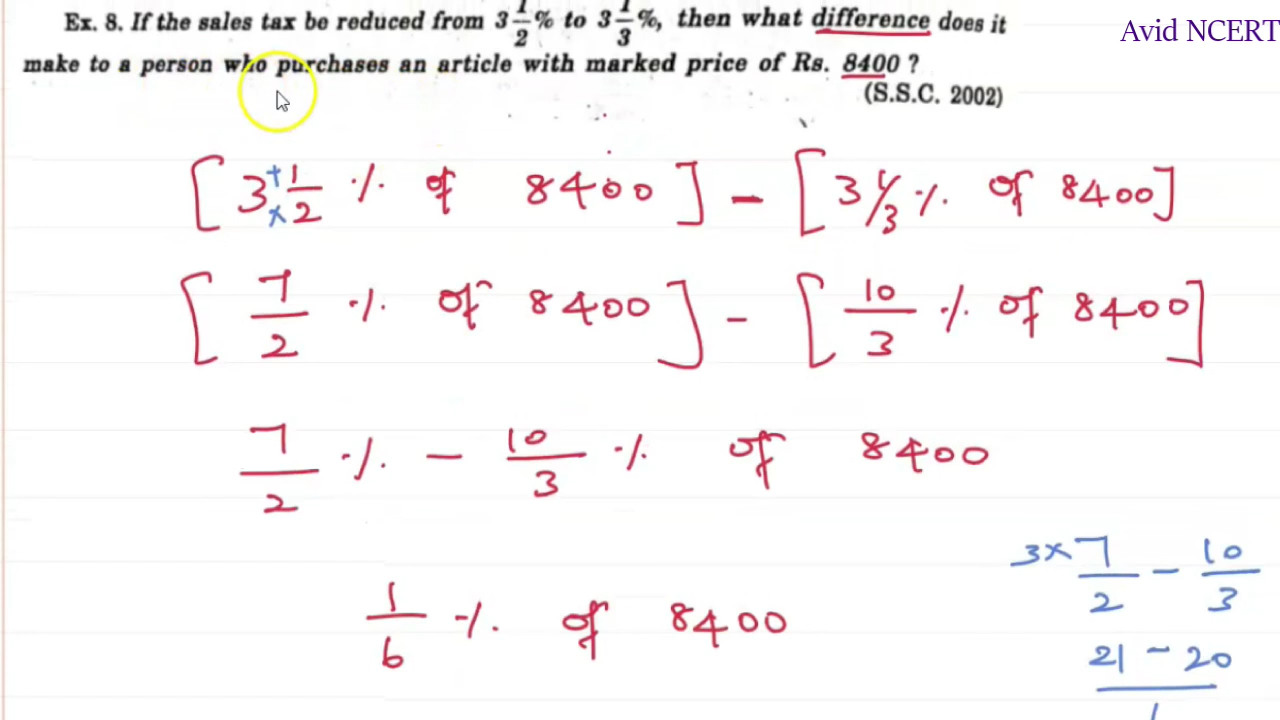 Avid NCERT
Ex. 8. If the sales tax be reduced from 3 1/2% to 3 1/3%, then what difference does it
make to a person who purchases an article with marked price of Rs. 8400 ?
(S.S.C. 2002)
[3 + × 1/2 % of 8400] - [3 1/3 % of 8400]
[7/2 % of 8400] - [10/3 % of 8400]
7/2 % - 10/3 % of 8400
3× 7/2 - 10/3
1/6 % of 8400
21 - 20